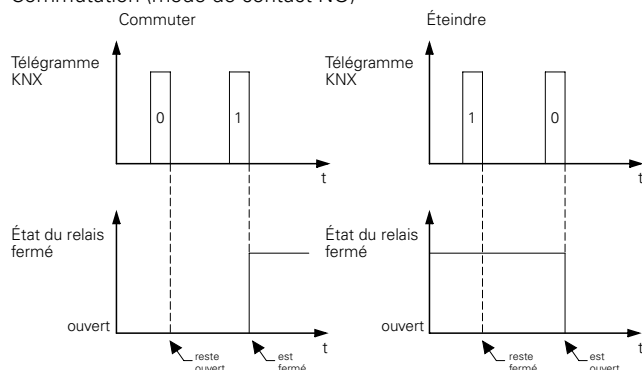 Commutation (mode de contact NO)
Commuter
Télégramme
KNX
0
1
t
État du relais
fermé
ouvert
t
reste
ouvert
est
fermé
Éteindre
Télégramme
KNX
1
0
t
État du relais
fermé
ouvert
t
reste
fermé
est
ouvert